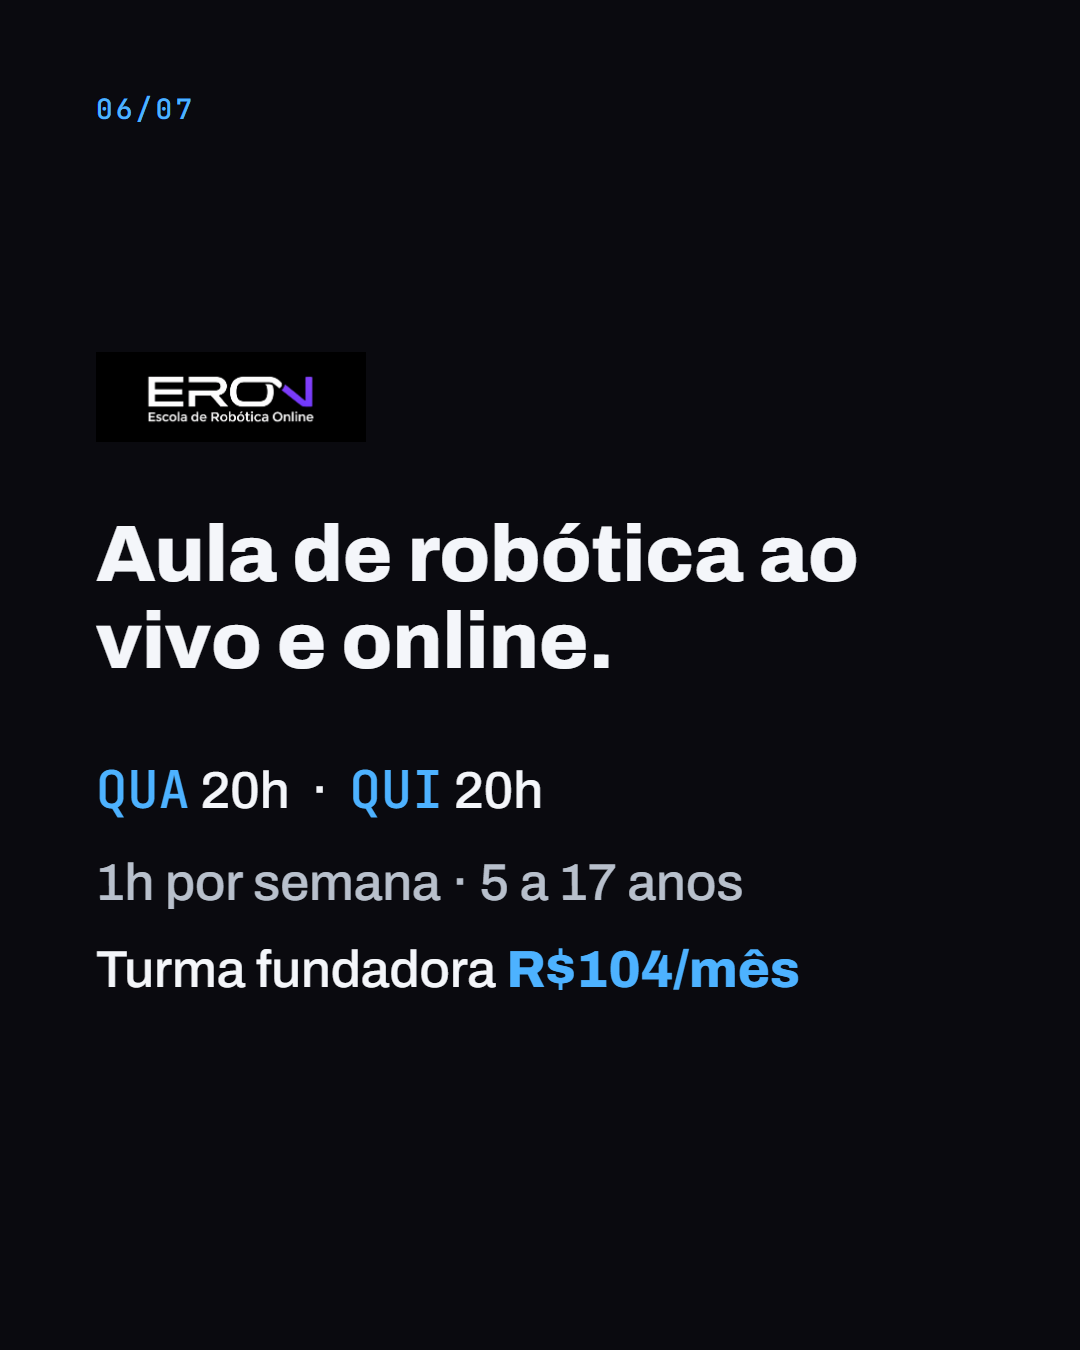 06/07
ERON
Escola de Robótica Online
Aula de robótica ao
vivo e online.
QUA 20h · QUI 20h
1h por semana · 5 a 17 anos
Turma fundadora R$104/mês